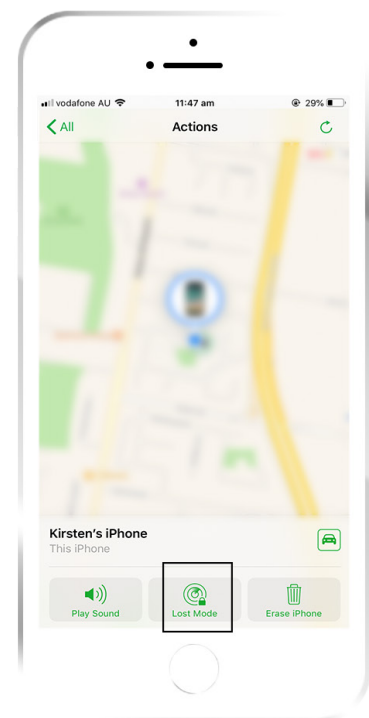 vodafone AU 11:47 am 29%
All Actions
Kirsten's iPhone
This iPhone
Play Sound Lost Mode Erase iPhone